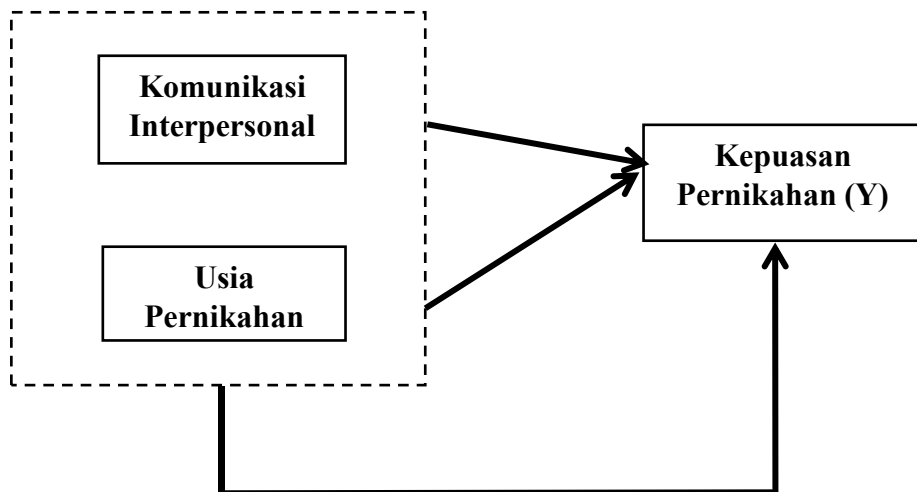 Komunikasi
Interpersonal
Kepuasan
Pernikahan (Y)
Usia
Pernikahan